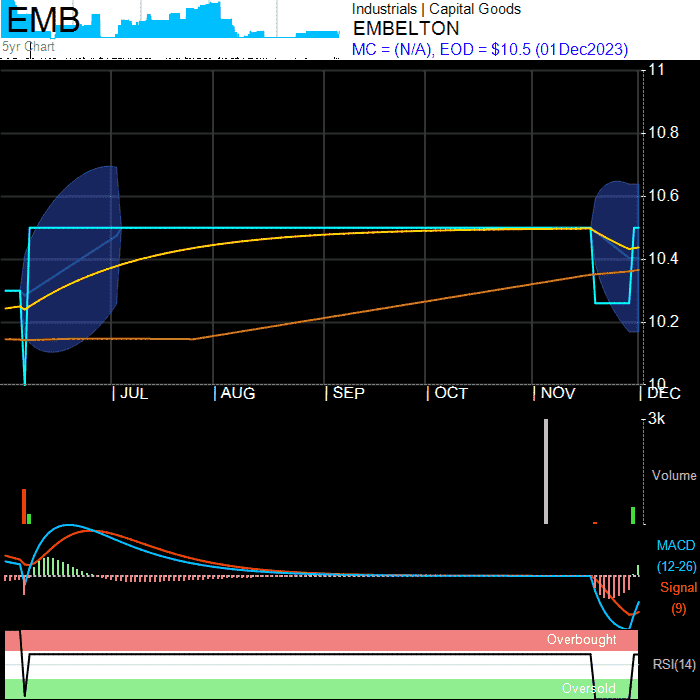 EMB
Industrials | Capital Goods
EMBELTON
5yr Chart
MC = (N/A), EOD = $10.5 (01Dec2023)
11
10.8
10.6
10.4
10.2
10
JUL AUG SEP OCT NOV DEC
3k
Volume
MACD
(12-26)
Signal
(9)
Overbought
RSI(14)
Oversold